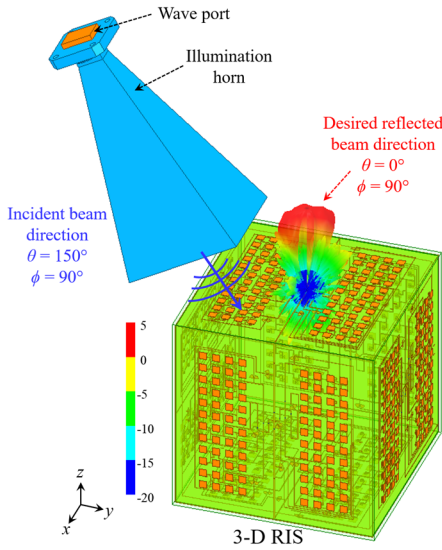 Wave port
Illumination
horn
Desired reflected
beam direction
θ = 0°
ϕ = 90°
Incident beam
direction
θ = 150°
ϕ = 90°
5
0
-5
-10
-15
-20
z
y
x
3-D RIS